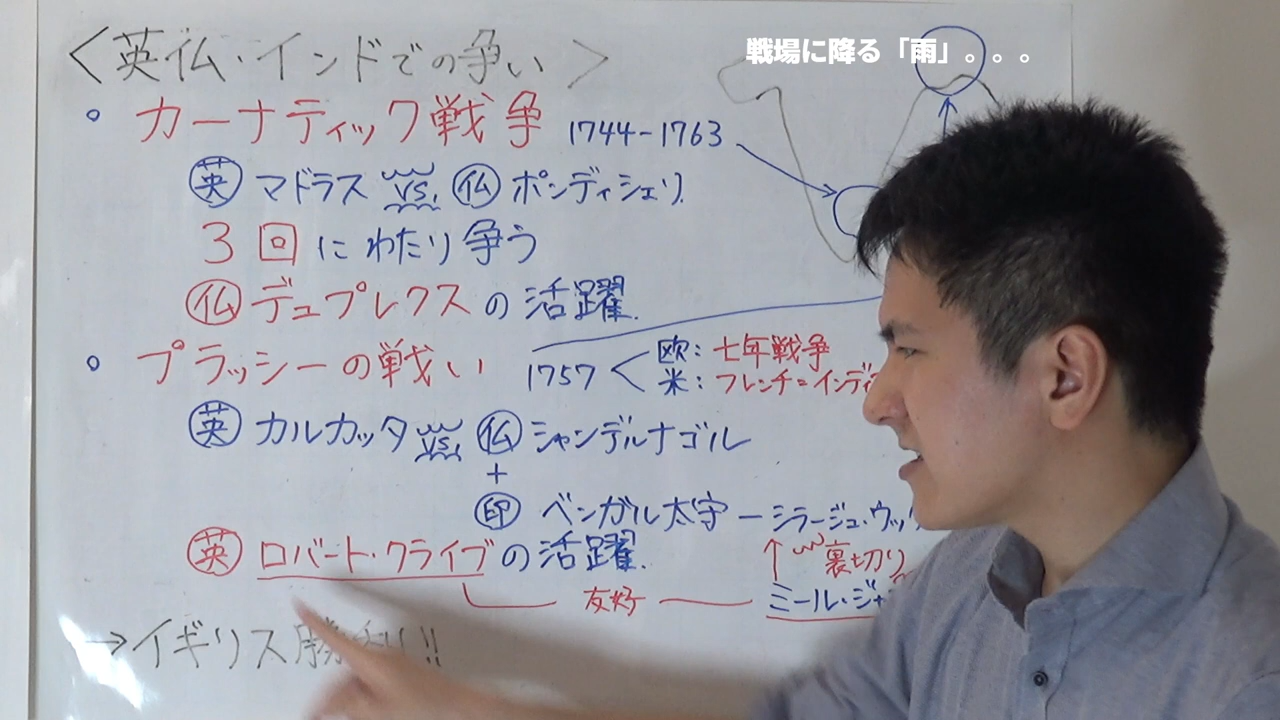 戦場に降る「雨」。。。
＜英仏・インドでの争い＞
・カーナティック戦争 1744-1763
英 マドラス VS. 仏 ポンディシェリ
3回にわたり争う
仏 デュプレクスの活躍.
・プラッシーの戦い 1757 ＜ 欧：七年戦争
米：フレンチ＝インディ
英 カルカッタ VS. 仏 シャンデルナゴル
+
印 ベンガル太守 ー シラージュ・ウッ
英 ロバート・クライブの活躍. ↑ 裏切り
友好 ミール・ジャ
→イギリス勝利!!